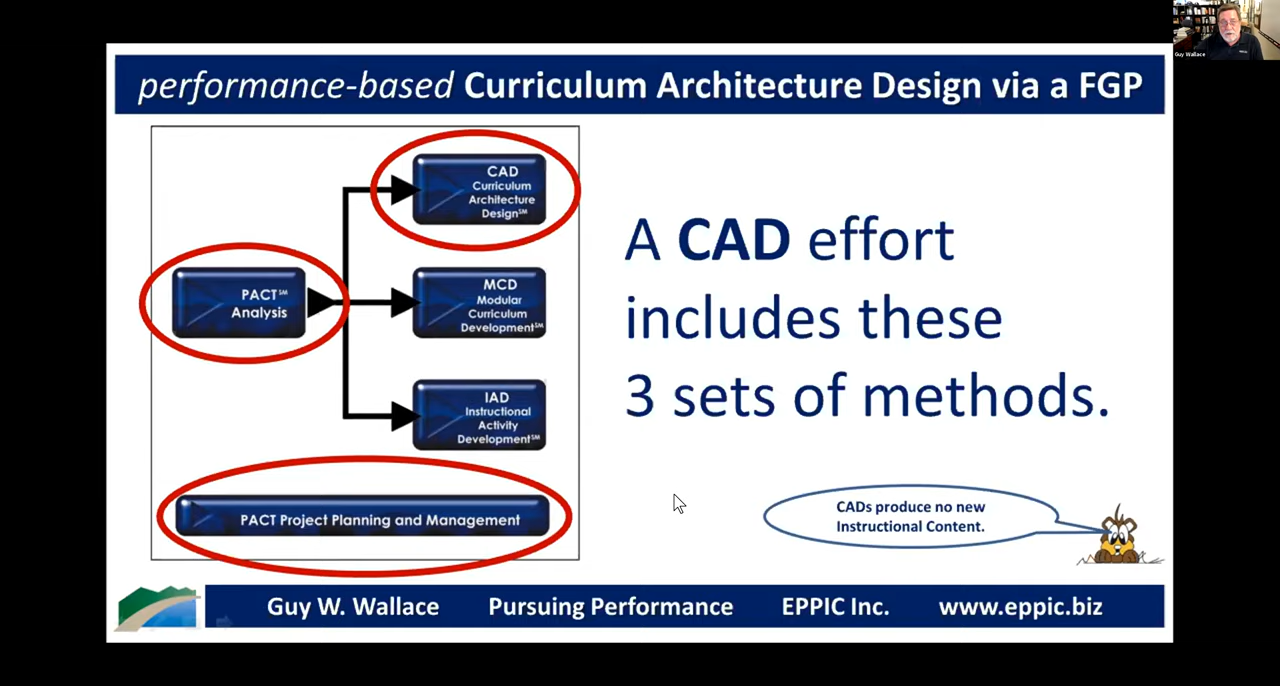 Guy Wallace
performance-based Curriculum Architecture Design via a FGP
CAD
Curriculum
Architecture
Design℠
PACT℠
Analysis
MCD
Modular
Curriculum
Development℠
IAD
Instructional
Activity
Development℠
PACT Project Planning and Management
A CAD effort
includes these
3 sets of methods.
CADs produce no new
Instructional Content.
Guy W. Wallace Pursuing Performance EPPIC Inc. www.eppic.biz